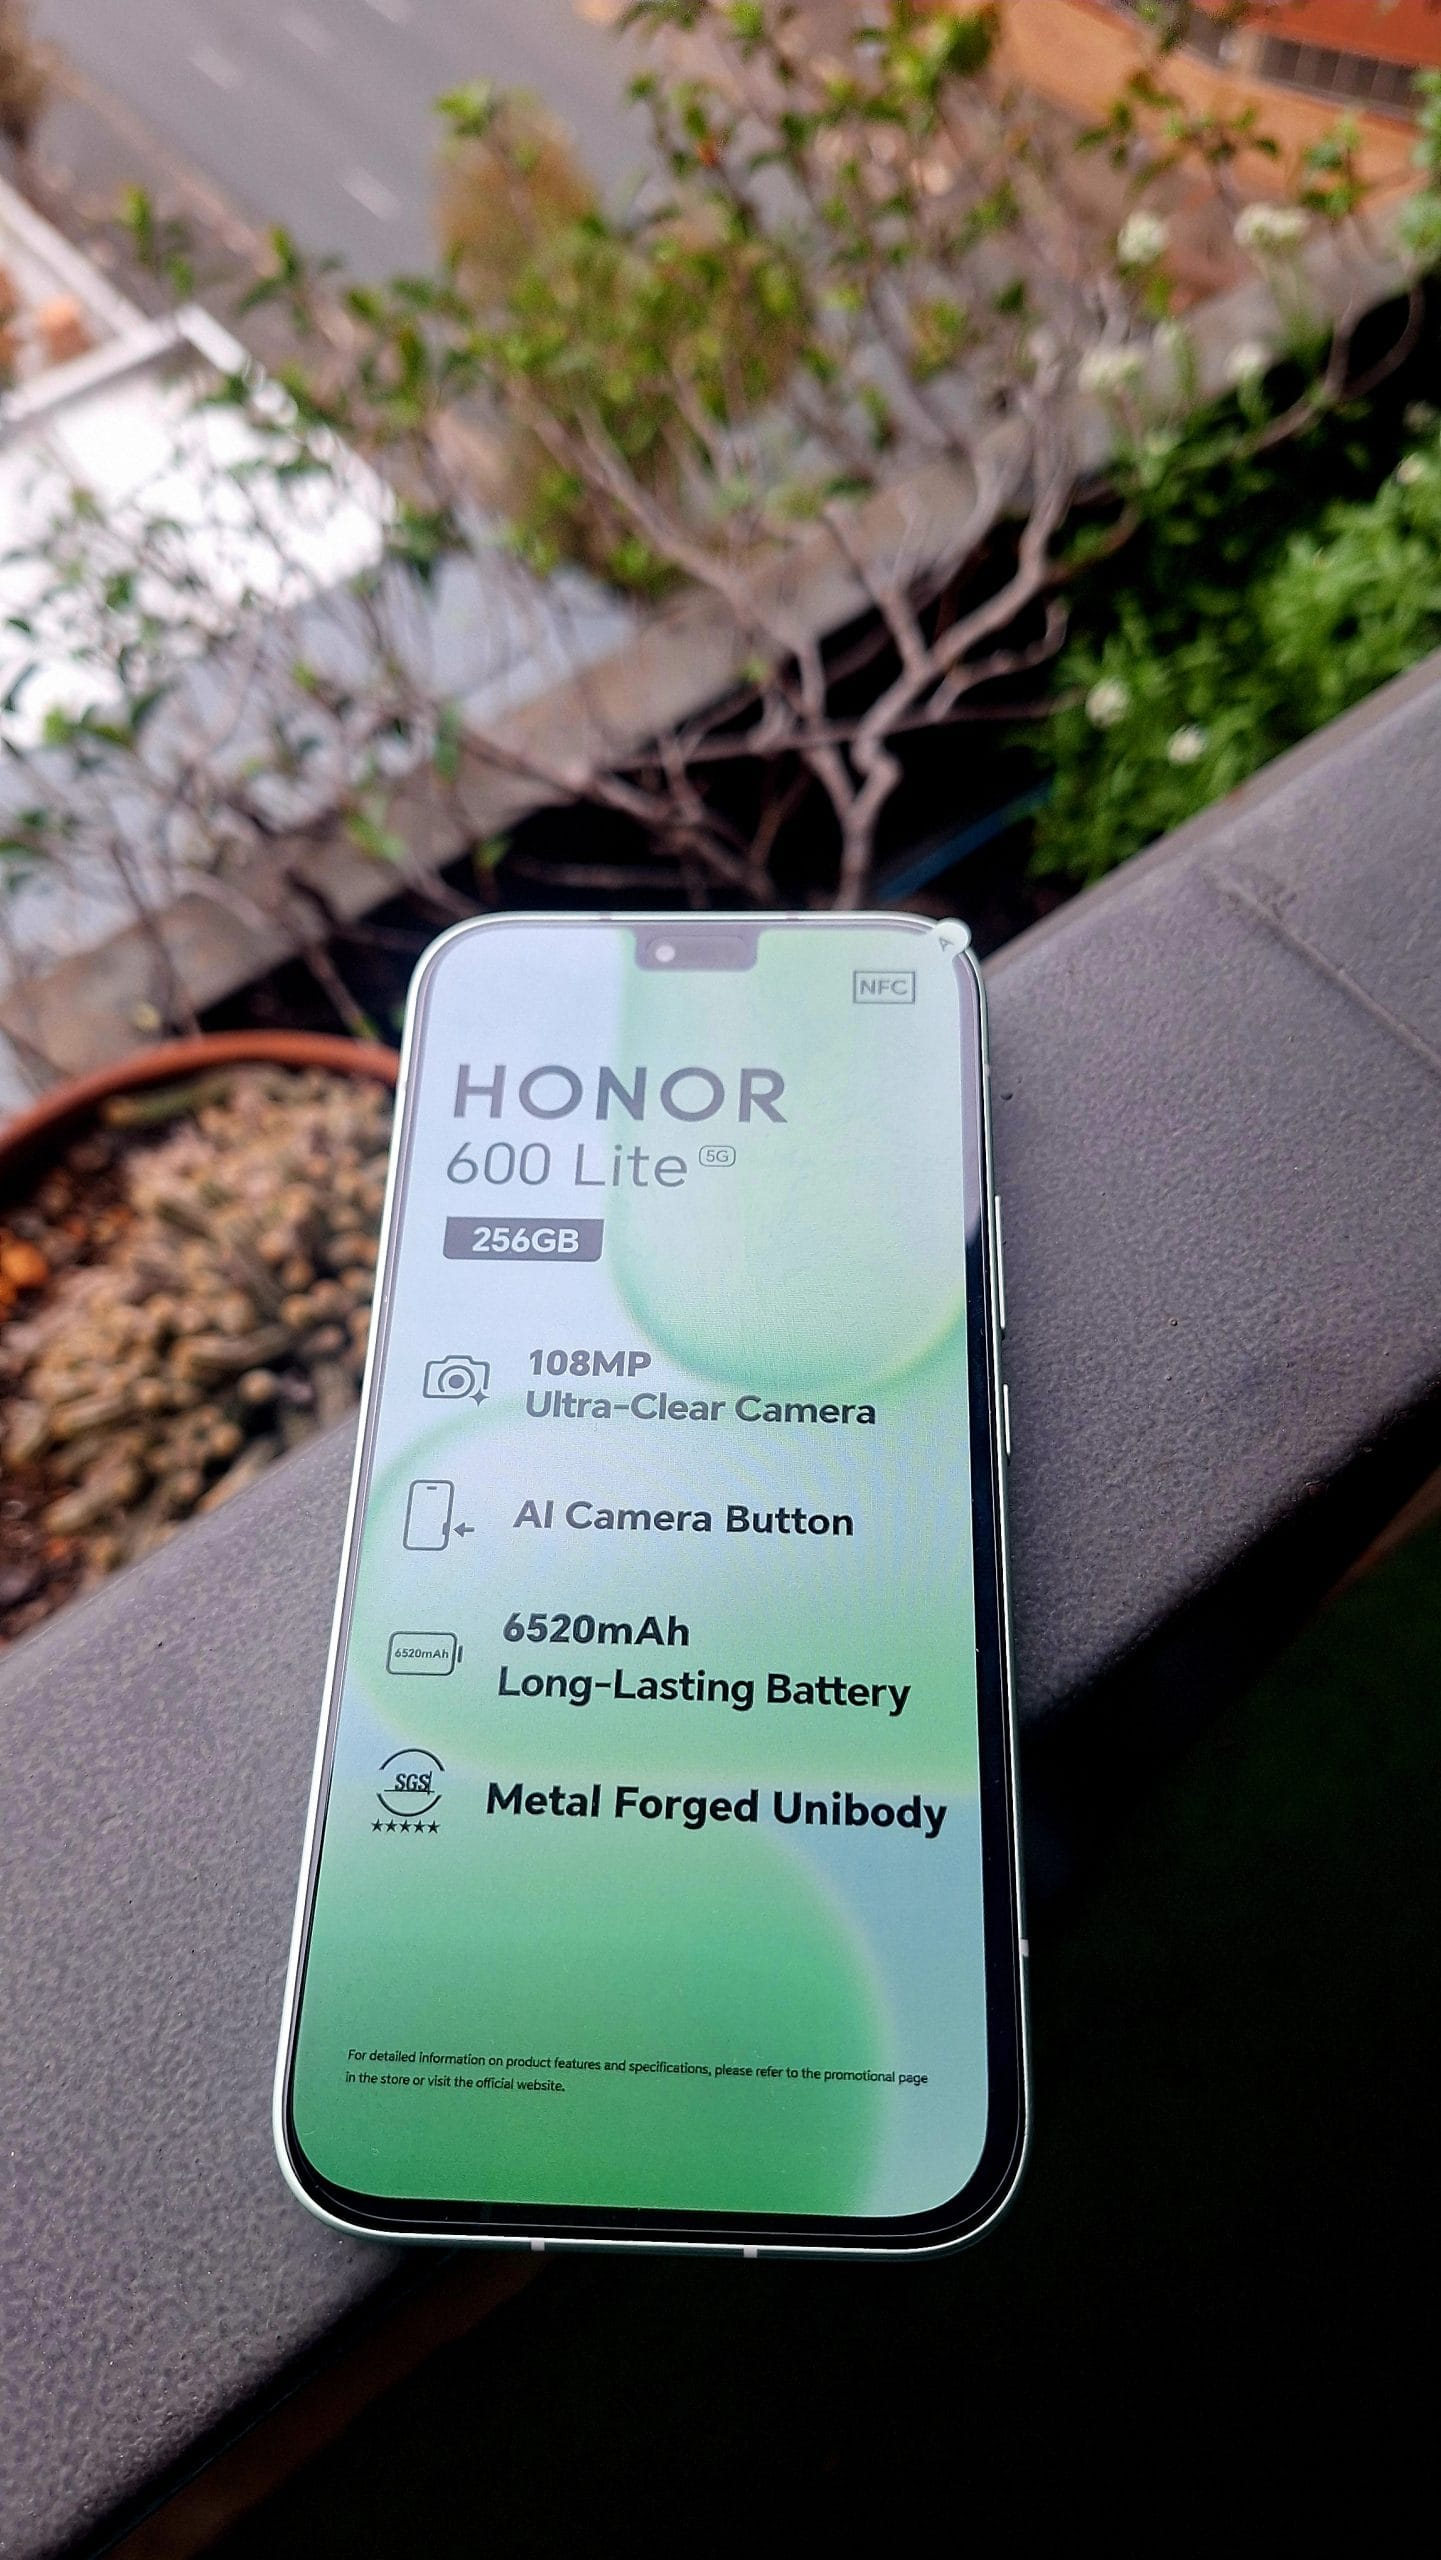 A
NFC
HONOR
600 Lite 5G
256GB
108MP
Ultra-Clear Camera
AI Camera Button
6520mAh
6520mAh
Long-Lasting Battery
SGS
Metal Forged Unibody
For detailed information on product features and specifications, please refer to the promotional page
in the store or visit the official website.